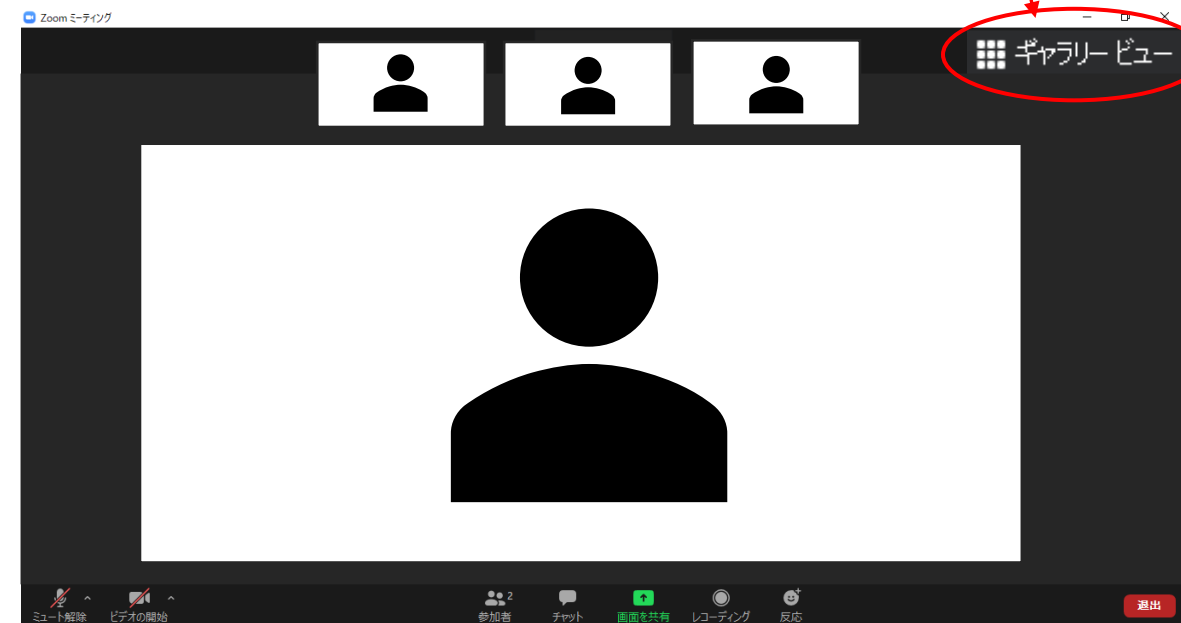 Zoom ミーティング
ギャラリー ビュー
ミュート解除
ビデオの開始
2
参加者
チャット
画面を共有
レコーディング
反応
退出